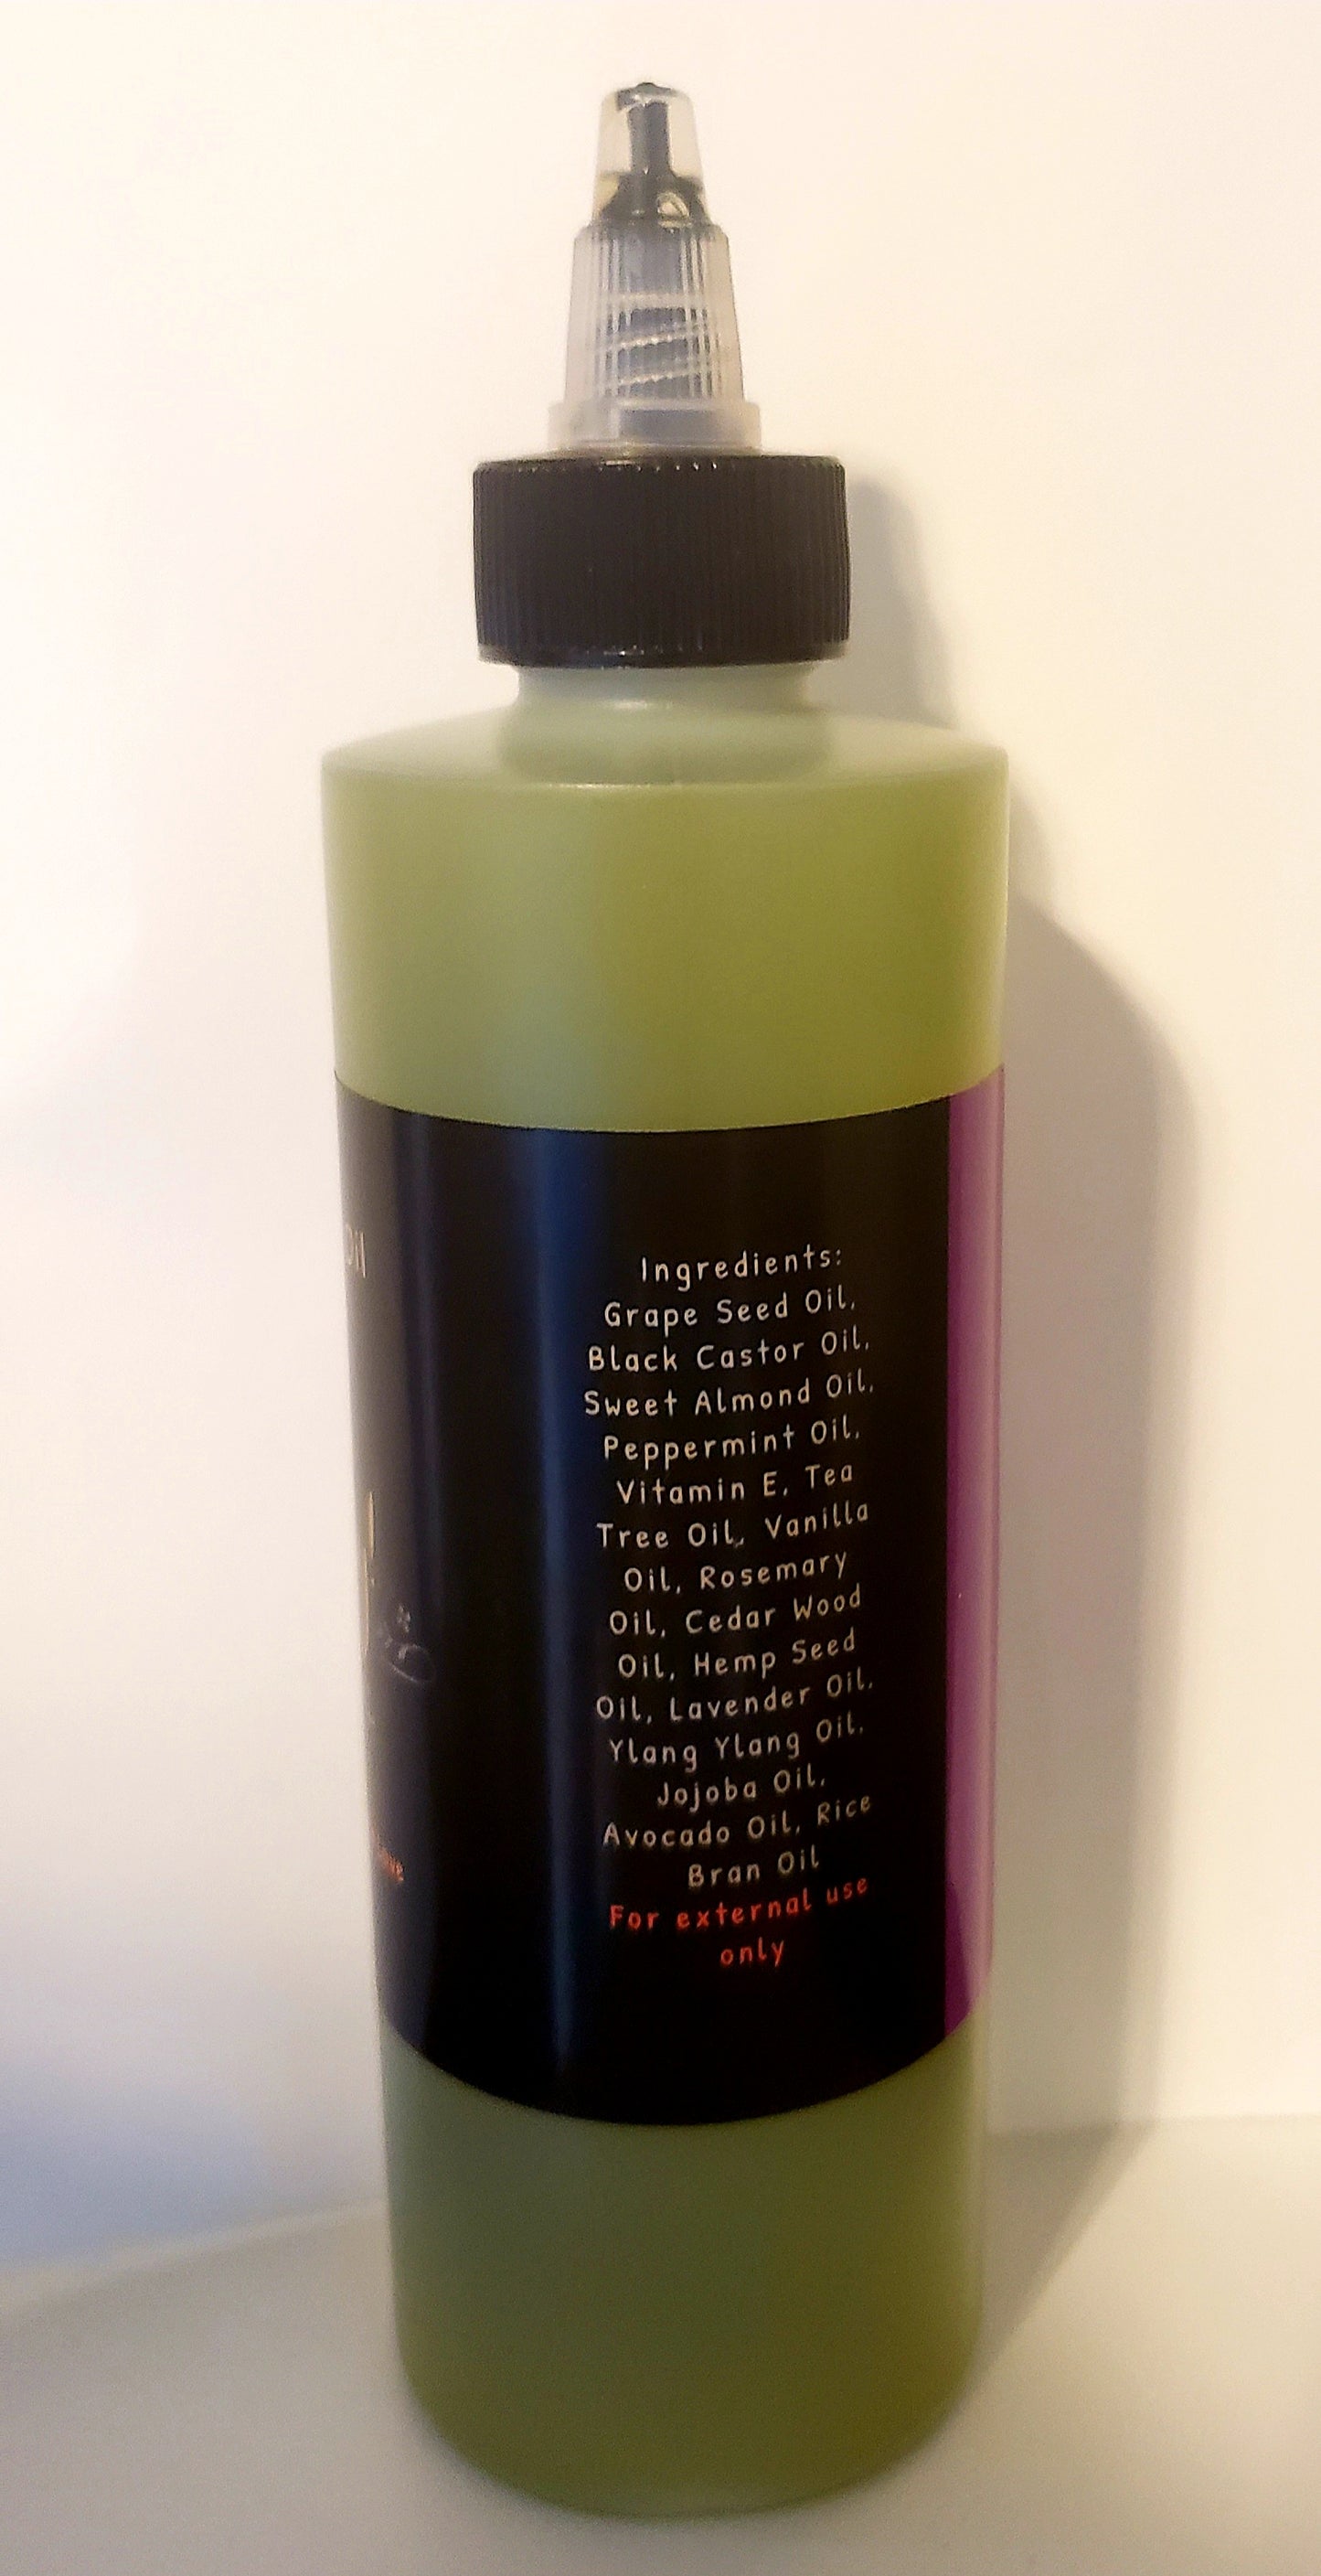 Oil
Ingredients:
Grape Seed Oil,
Black Castor Oil,
Sweet Almond Oil,
Peppermint Oil,
Vitamin E, Tea
Tree Oil, Vanilla
Oil, Rosemary
Oil, Cedar Wood
Oil, Hemp Seed
Oil, Lavender Oil,
Ylang Ylang Oil,
Jojoba Oil,
Avocado Oil, Rice
Bran Oil
For external use
only